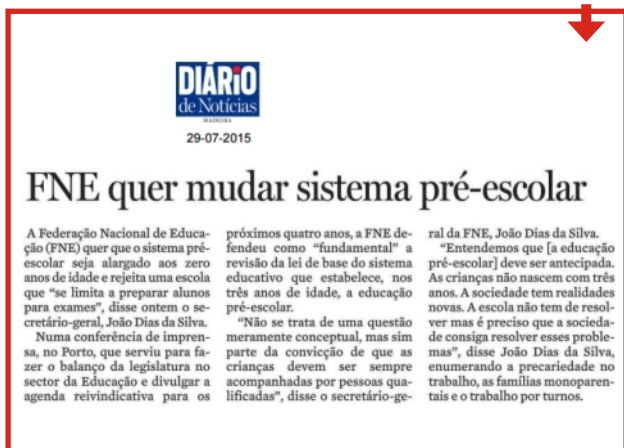 DIÁRIO
de Notícias
MADEIRA
29-07-2015
FNE quer mudar sistema pré-escolar
A Federação Nacional de Educa-
ção (FNE) quer que o sistema pré-
escolar seja alargado aos zero
anos de idade e rejeita uma escola
que “se limita a preparar alunos
para exames”, disse ontem o se-
cretário-geral, João Dias da Silva.
Numa conferência de impren-
sa, no Porto, que serviu para fa-
zer o balanço da legislatura no
sector da Educação e divulgar a
agenda reivindicativa para os
próximos quatro anos, a FNE de-
fendeu como “fundamental” a
revisão da lei de base do sistema
educativo que estabelece, nos
três anos de idade, a educação
pré-escolar.
“Não se trata de uma questão
meramente conceptual, mas sim
parte da convicção de que as
crianças devem ser sempre
acompanhadas por pessoas qua-
lificadas”, disse o secretário-ge-
ral da FNE, João Dias da Silva.
“Entendemos que [a educação
pré-escolar] deve ser antecipada.
As crianças não nascem com três
anos. A sociedade tem realidades
novas. A escola não tem de resol-
ver mas é preciso que a socieda-
de consiga resolver esses proble-
mas”, disse João Dias da Silva,
enumerando a precariedade no
trabalho, as famílias monoparen-
tais e o trabalho por turnos.